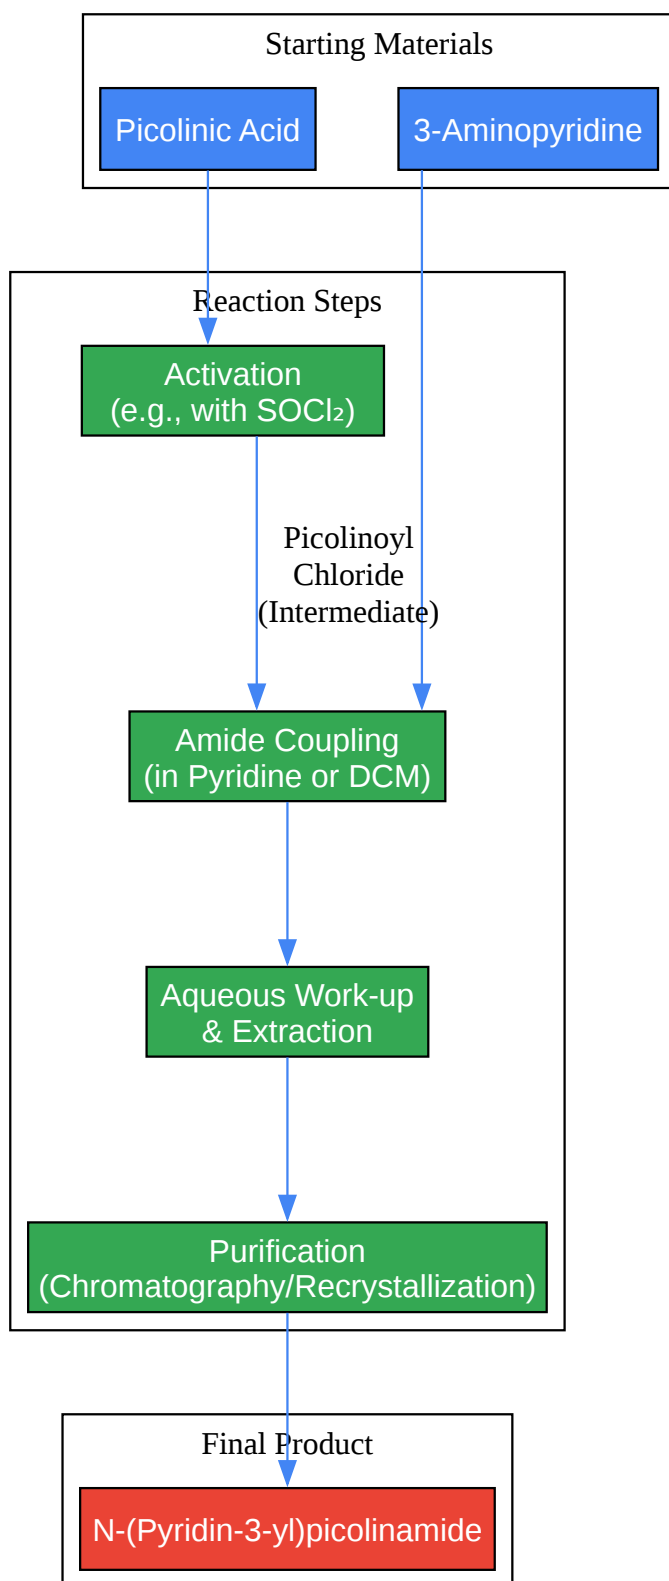 Starting Materials
Picolinic Acid
3-Aminopyridine
Reaction Steps
Activation
(e.g., with SOCl₂)
Picolinoyl
Chloride
(Intermediate)
Amide Coupling
(in Pyridine or DCM)
Aqueous Work-up
& Extraction
Purification
(Chromatography/Recrystallization)
Final Product
N-(Pyridin-3-yl)picolinamide